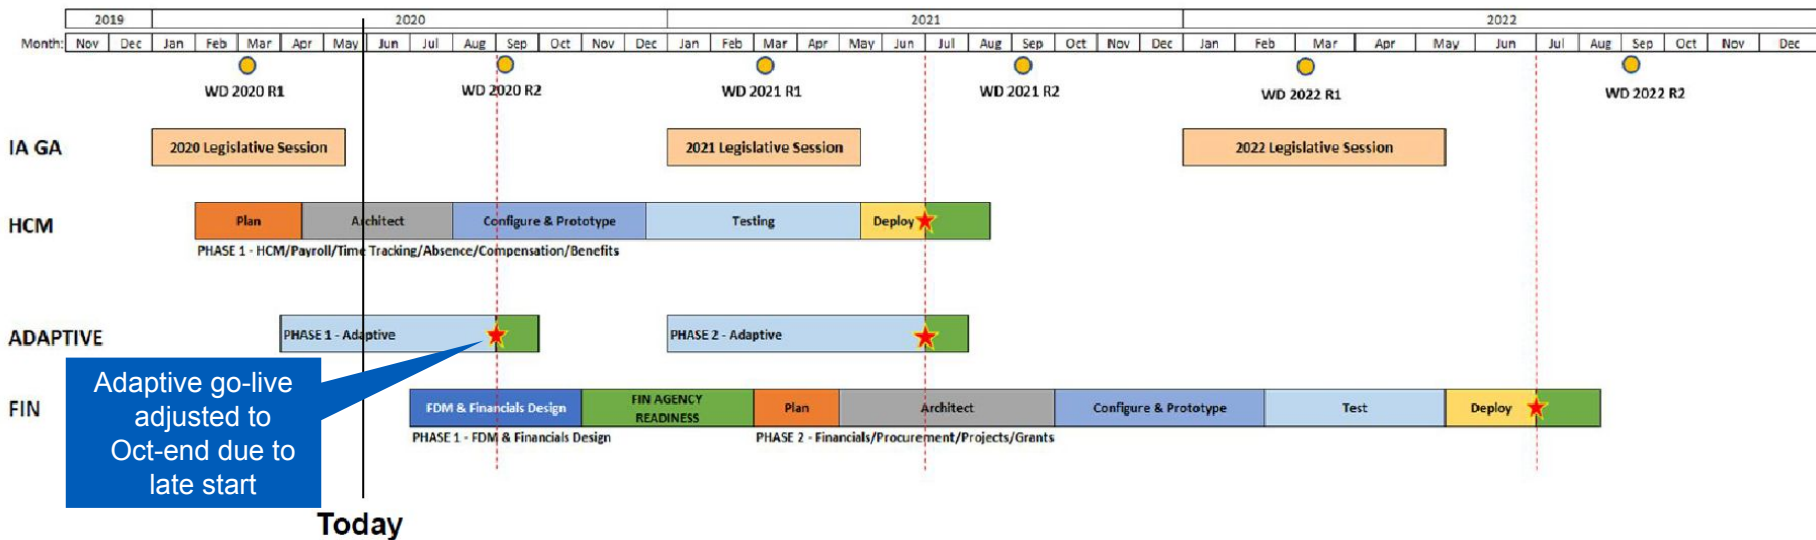 2019 2020 2021 2022
Month: Nov Dec Jan Feb Mar Apr May Jun Jul Aug Sep Oct Nov Dec Jan Feb Mar Apr May Jun Jul Aug Sep Oct Nov Dec Jan Feb Mar Apr May Jun Jul Aug Sep Oct Nov Dec
WD 2020 R1 WD 2020 R2 WD 2021 R1 WD 2021 R2 WD 2022 R1 WD 2022 R2
IA GA 2020 Legislative Session 2021 Legislative Session 2022 Legislative Session
HCM Plan Architect Configure & Prototype Testing Deploy
PHASE 1 - HCM/Payroll/Time Tracking/Absence/Compensation/Benefits
ADAPTIVE PHASE 1 - Adaptive PHASE 2 - Adaptive
Adaptive go-live
adjusted to
Oct-end due to
late start
FIN FDM & Financials Design FIN AGENCY
READINESS Plan Architect Configure & Prototype Test Deploy
PHASE 1 - FDM & Financials Design PHASE 2 - Financials/Procurement/Projects/Grants
Today